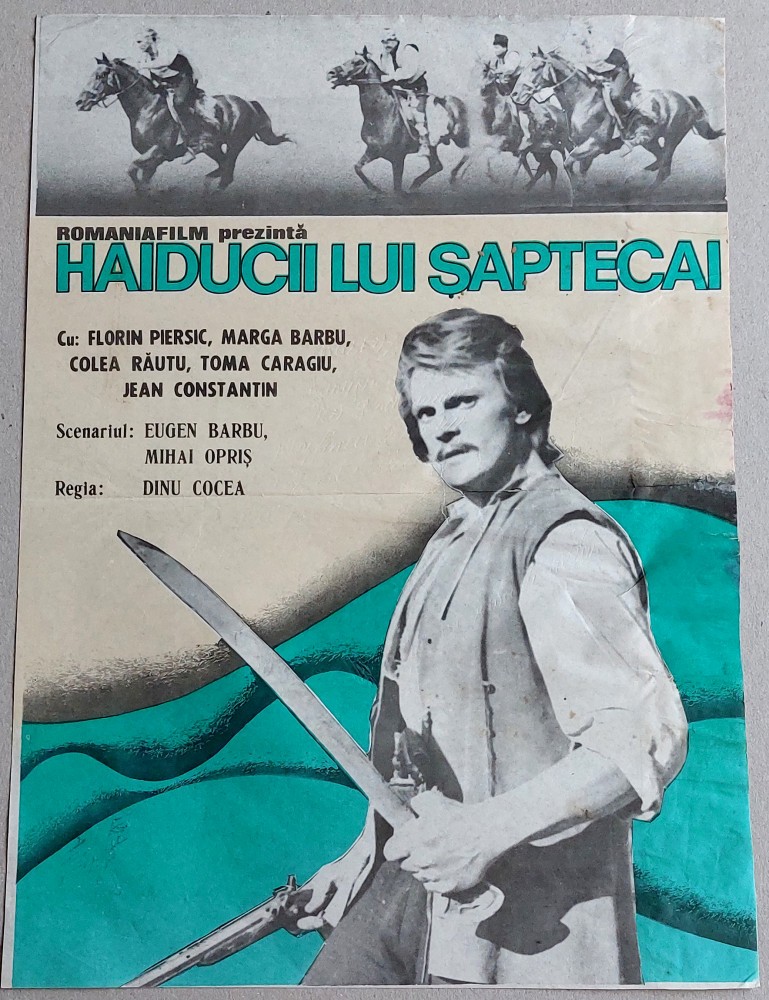 ROMANIAFILM prezintă
HAIDUCII LUI ȘAPTECAI
Cu: FLORIN PIERSIC, MARGA BARBU,
COLEA RĂUTU, TOMA CARAGIU,
JEAN CONSTANTIN
Scenariul: EUGEN BARBU,
MIHAI OPRIȘ
Regia: DINU COCEA